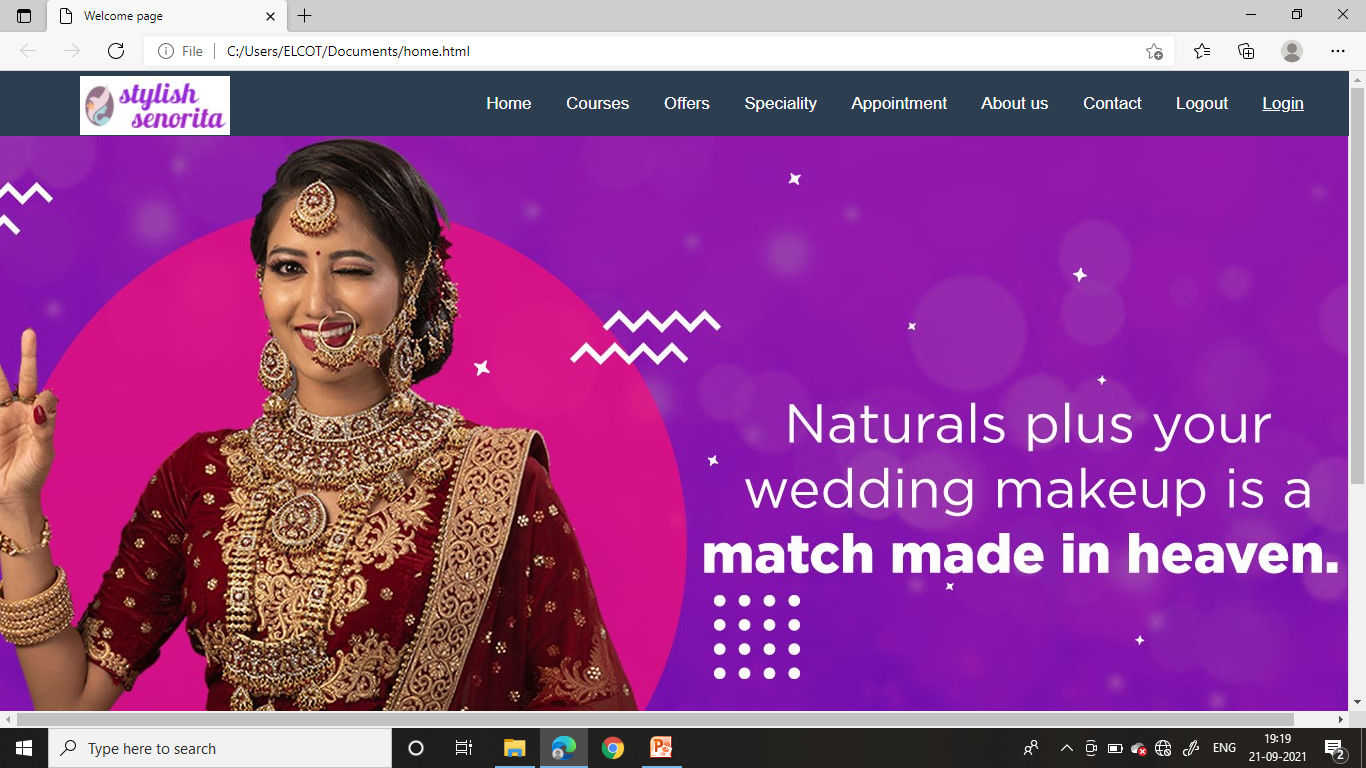 Welcome page
File
C:/Users/ELCOT/Documents/home.html
stylish
senorita
Home Courses Offers Speciality Appointment About us Contact Logout Login
Naturals plus your
wedding makeup is a
match made in heaven.
Type here to search
ENG
19:19
21-09-2021
2